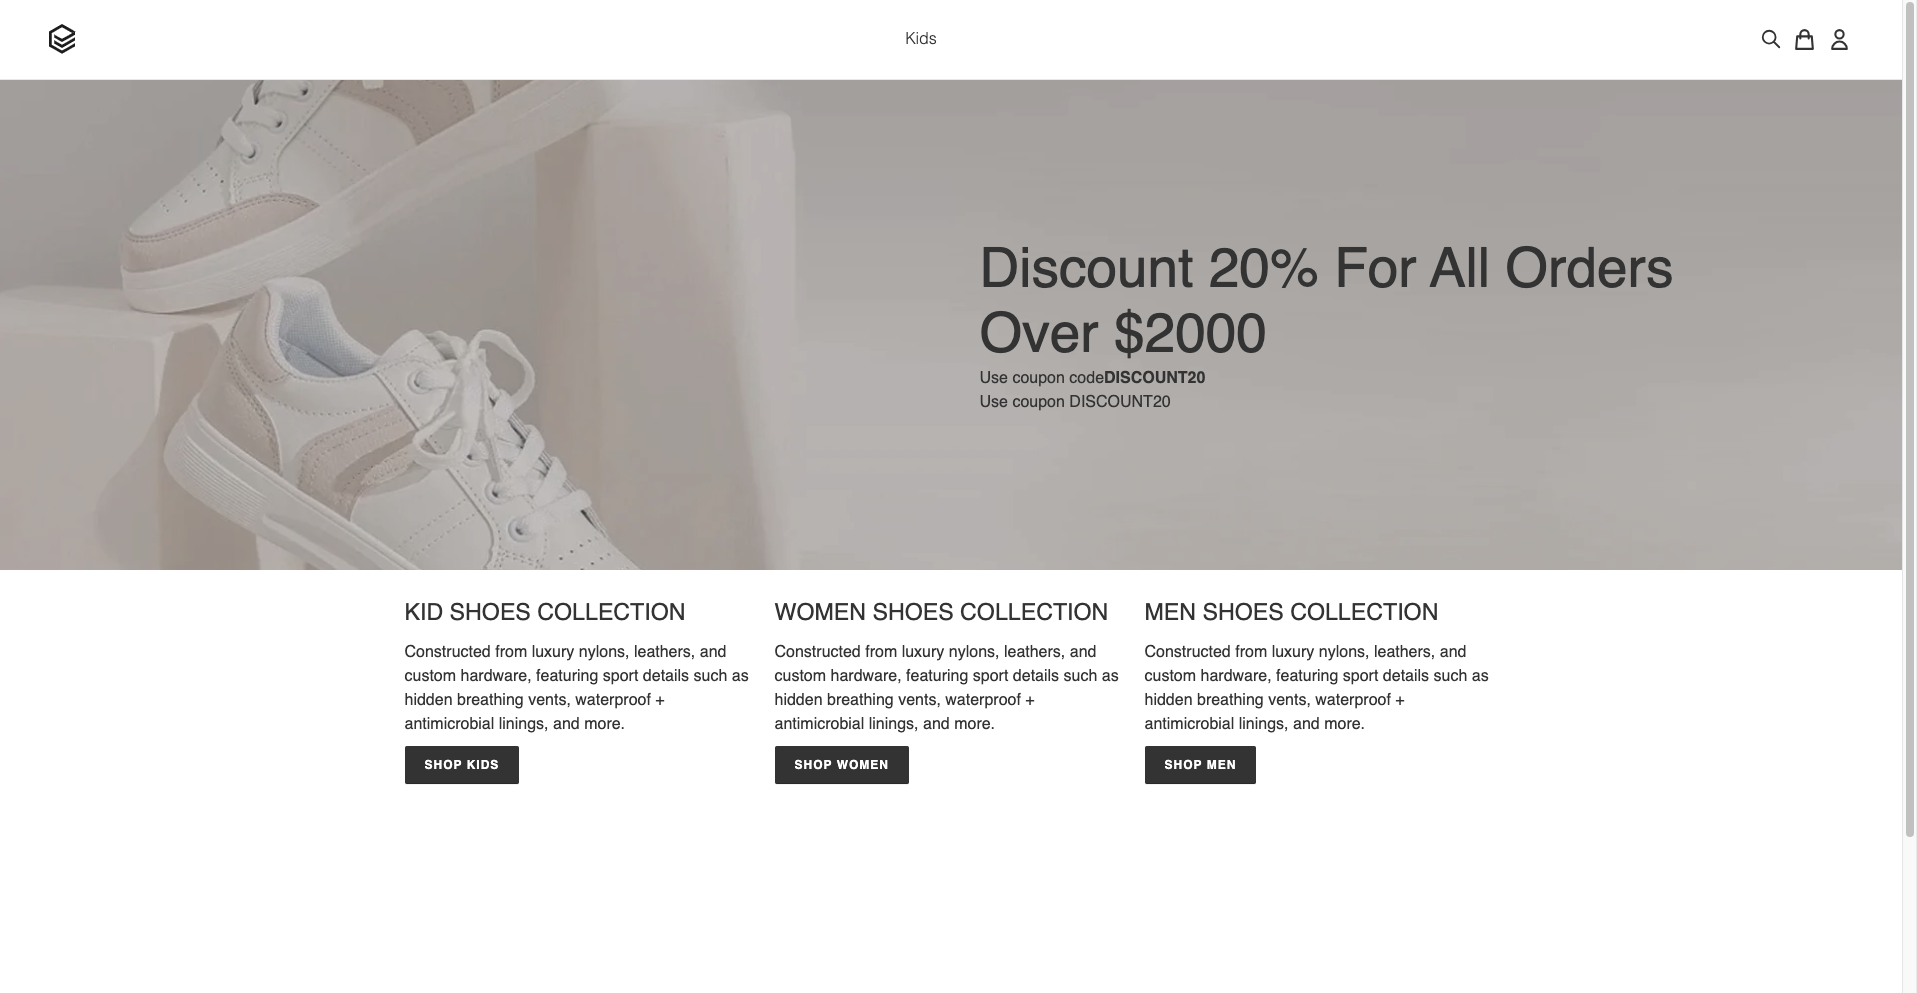 Kids
Discount 20% For All Orders
Over $2000
Use coupon codeDISCOUNT20
Use coupon DISCOUNT20
KID SHOES COLLECTION
Constructed from luxury nylons, leathers, and
custom hardware, featuring sport details such as
hidden breathing vents, waterproof +
antimicrobial linings, and more.
SHOP KIDS
WOMEN SHOES COLLECTION
Constructed from luxury nylons, leathers, and
custom hardware, featuring sport details such as
hidden breathing vents, waterproof +
antimicrobial linings, and more.
SHOP WOMEN
MEN SHOES COLLECTION
Constructed from luxury nylons, leathers, and
custom hardware, featuring sport details such as
hidden breathing vents, waterproof +
antimicrobial linings, and more.
SHOP MEN